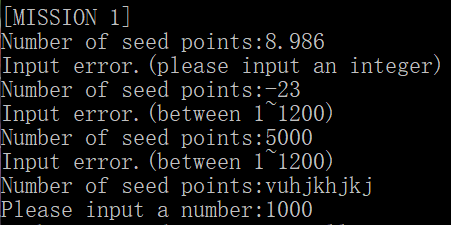 [MISSION 1]
Number of seed points:8.986
Input error.(please input an integer)
Number of seed points:-23
Input error.(between 1~1200)
Number of seed points:5000
Input error.(between 1~1200)
Number of seed points:vuhjkhjkj
Please input a number:1000